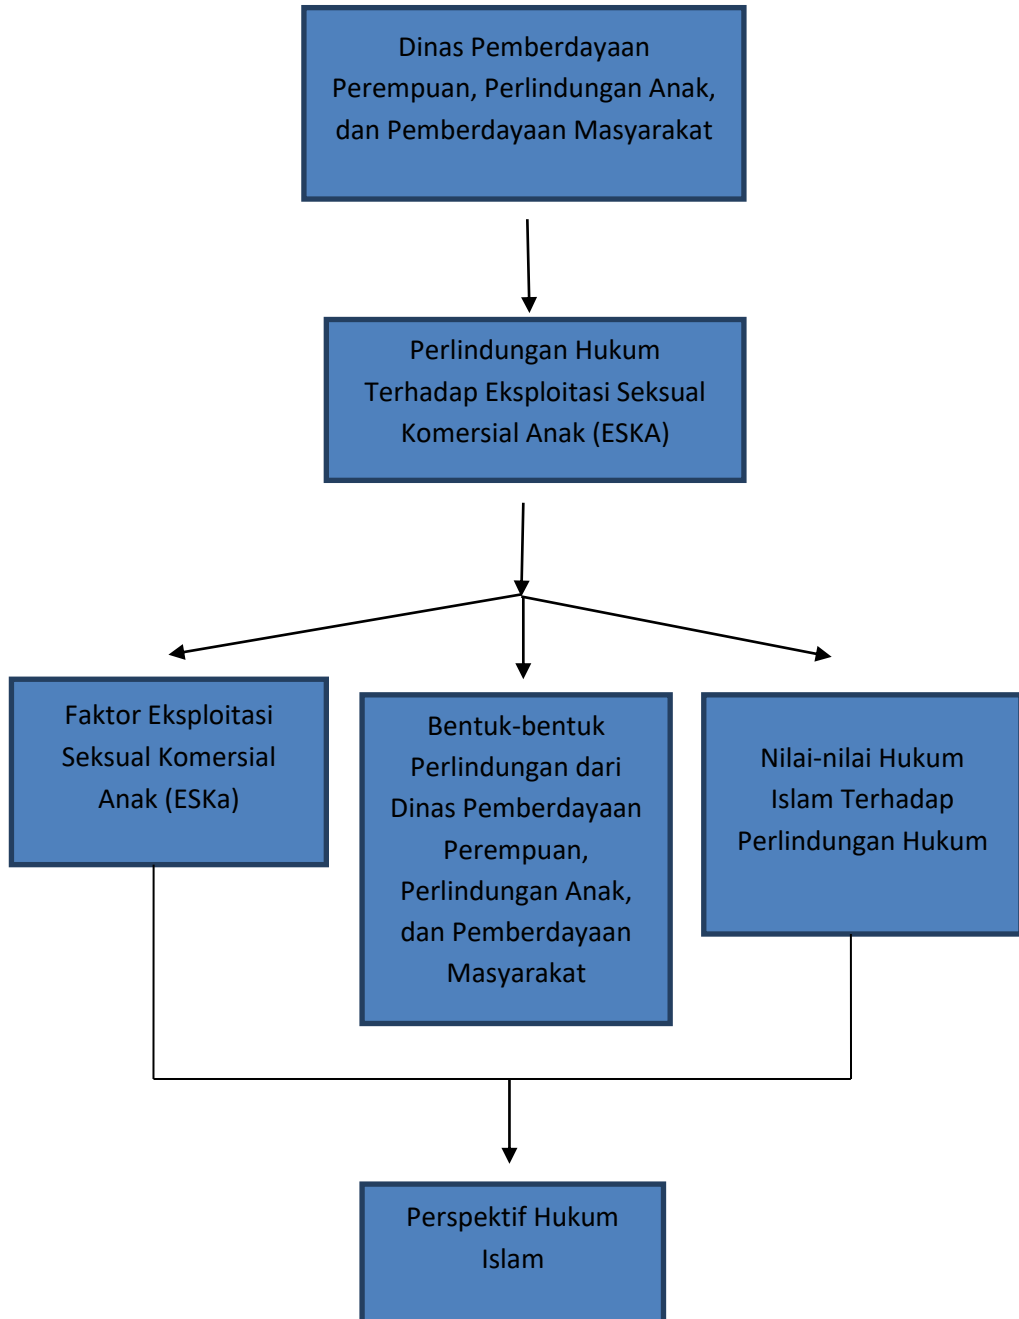 Dinas Pemberdayaan
Perempuan, Perlindungan Anak,
dan Pemberdayaan Masyarakat
Perlindungan Hukum
Terhadap Eksploitasi Seksual
Komersial Anak (ESKA)
Faktor Eksploitasi
Seksual Komersial
Anak (ESKa)
Bentuk-bentuk
Perlindungan dari
Dinas Pemberdayaan
Perempuan,
Perlindungan Anak,
dan Pemberdayaan
Masyarakat
Nilai-nilai Hukum
Islam Terhadap
Perlindungan Hukum
Perspektif Hukum
Islam